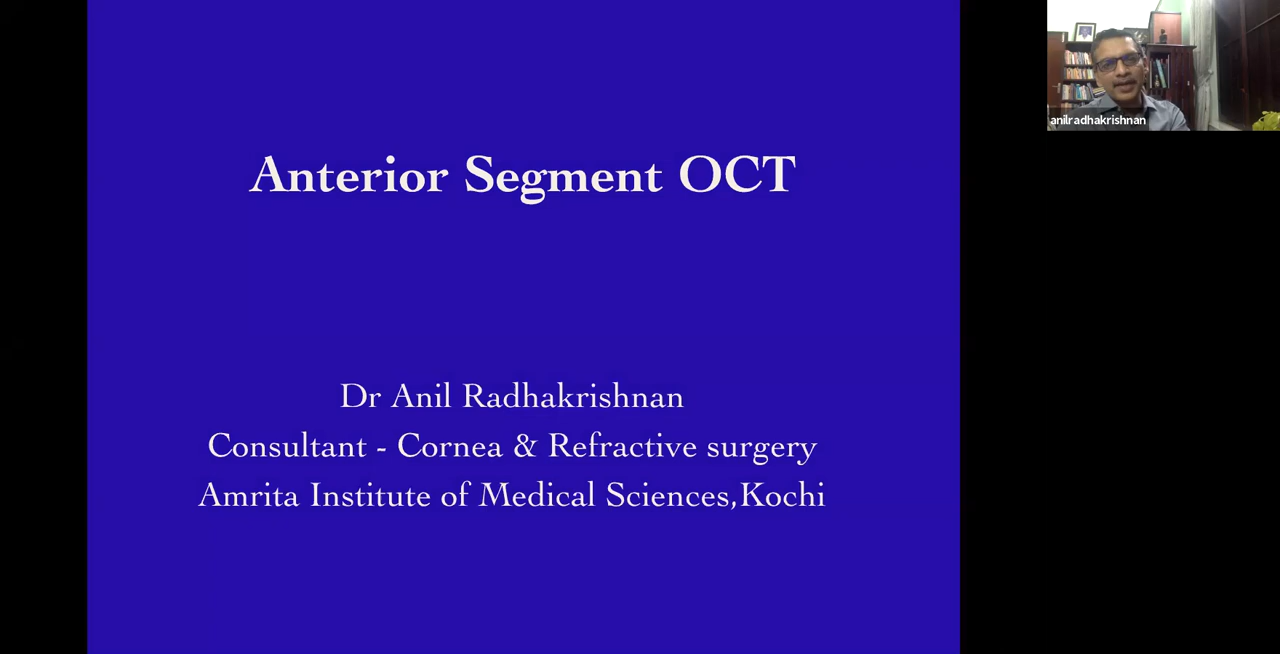 Anterior Segment OCT
anilradhakrishnan
Dr Anil Radhakrishnan
Consultant - Cornea & Refractive surgery
Amrita Institute of Medical Sciences,Kochi